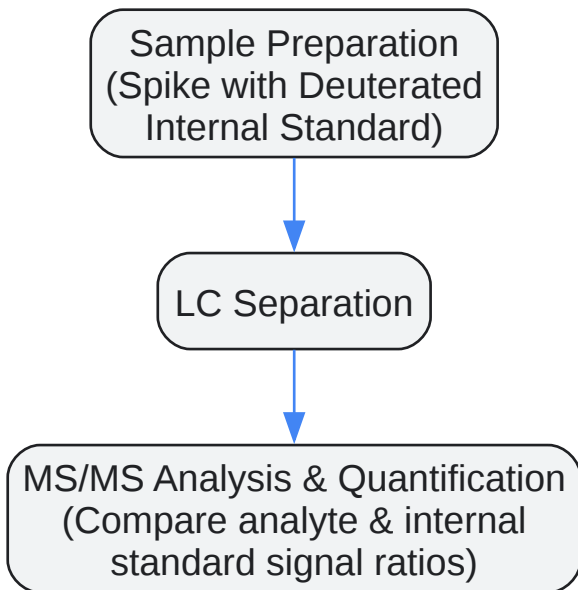 Sample Preparation
(Spike with Deuterated
Internal Standard)
LC Separation
MS/MS Analysis & Quantification
(Compare analyte & internal
standard signal ratios)